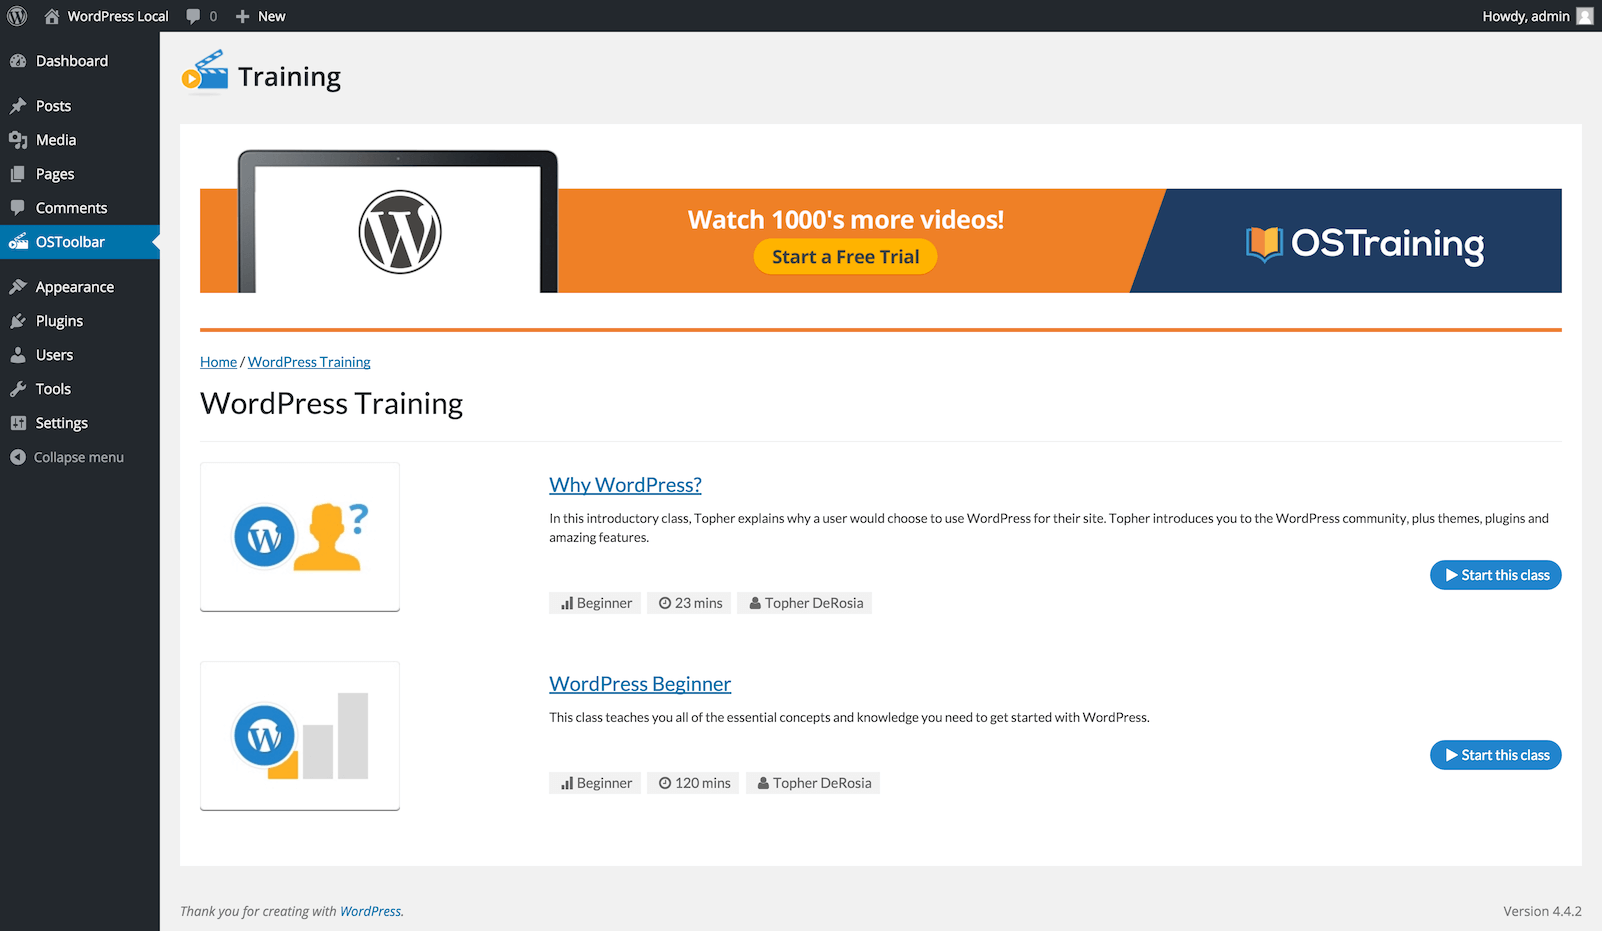 WordPress Local 0 New Howdy, admin
Dashboard
Posts
Media
Pages
Comments
OSToolbar
Appearance
Plugins
Users
Tools
Settings
Collapse menu
Training
Watch 1000's more videos!
Start a Free Trial
OSTraining
Home / WordPress Training
WordPress Training
Why WordPress?
In this introductory class, Topher explains why a user would choose to use WordPress for their site. Topher introduces you to the WordPress community, plus themes, plugins and
amazing features.
Start this class
Beginner 23 mins Topher DeRosia
WordPress Beginner
This class teaches you all of the essential concepts and knowledge you need to get started with WordPress.
Start this class
Beginner 120 mins Topher DeRosia
Thank you for creating with WordPress.
Version 4.4.2